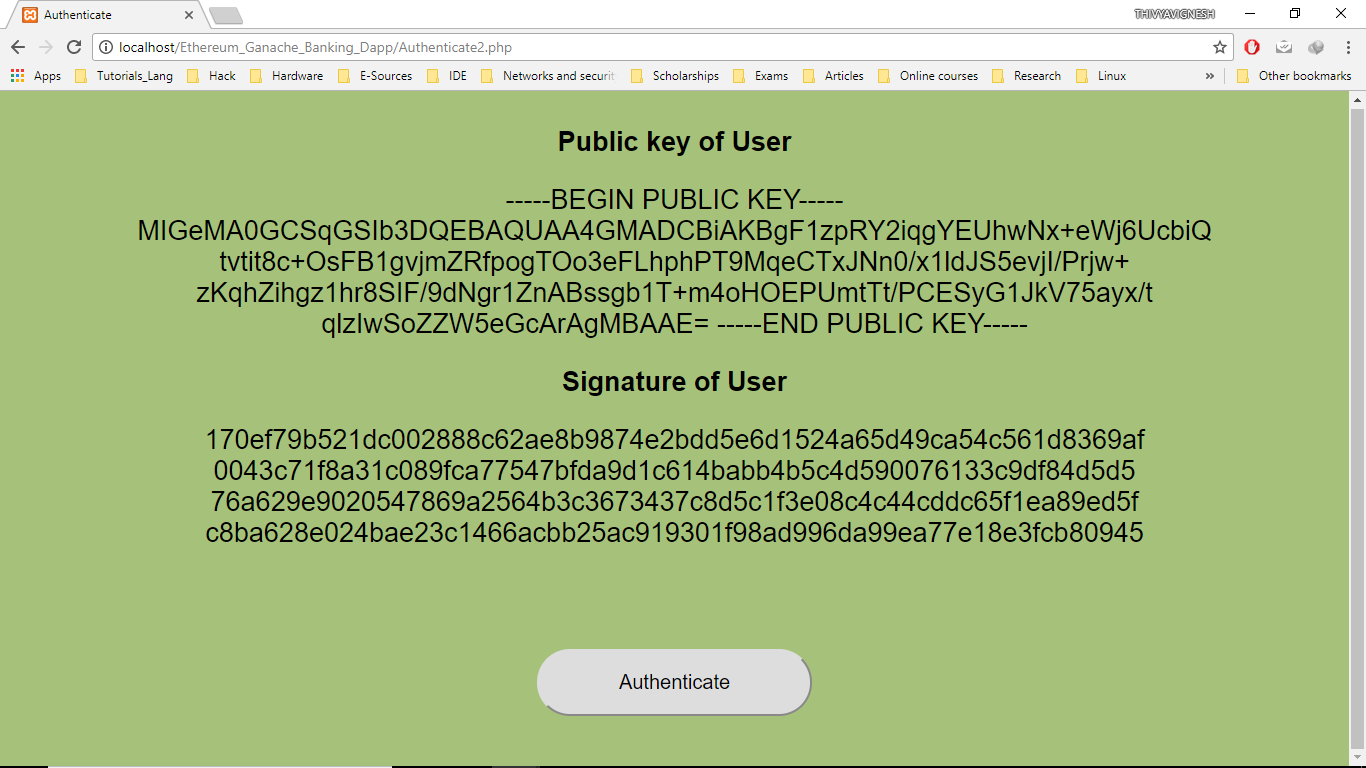 Authenticate
THIVYAVIGNESH
localhost/Ethereum_Ganache_Banking_Dapp/Authenticate2.php
Apps Tutorials_Lang Hack Hardware E-Sources IDE Networks and securit Scholarships Exams Articles Online courses Research Linux » Other bookmarks
Public key of User
-----BEGIN PUBLIC KEY-----
MIGeMA0GCSqGSIb3DQEBAQUAA4GMADCBiAKBgF1zpRY2iqgYEUhwNx+eWj6UcbiQ
tvtit8c+OsFB1gvjmZRfpogTOo3eFLhphPT9MqeCTxJNn0/x1IdJS5evjI/Prjw+
zKqhZihgz1hr8SIF/9dNgr1ZnABssgb1T+m4oHOEPUmtTt/PCESyG1JkV75ayx/t
qIzIwSoZZW5eGcArAgMBAAE= -----END PUBLIC KEY-----
Signature of User
170ef79b521dc002888c62ae8b9874e2bdd5e6d1524a65d49ca54c561d8369af
0043c71f8a31c089fca77547bfda9d1c614babb4b5c4d590076133c9df84d5d5
76a629e9020547869a2564b3c3673437c8d5c1f3e08c4c44cddc65f1ea89ed5f
c8ba628e024bae23c1466acbb25ac919301f98ad996da99ea77e18e3fcb80945
Authenticate